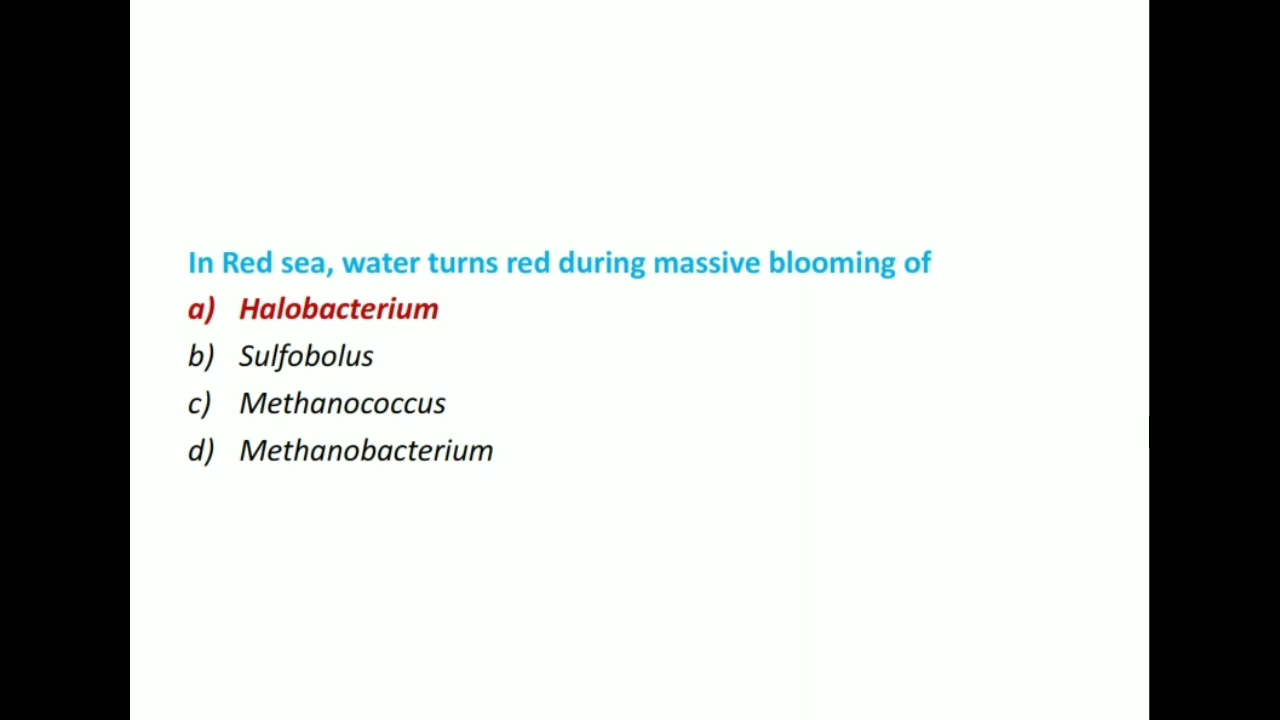 In Red sea, water turns red during massive blooming of
a) Halobacterium
b) Sulfobolus
c) Methanococcus
d) Methanobacterium